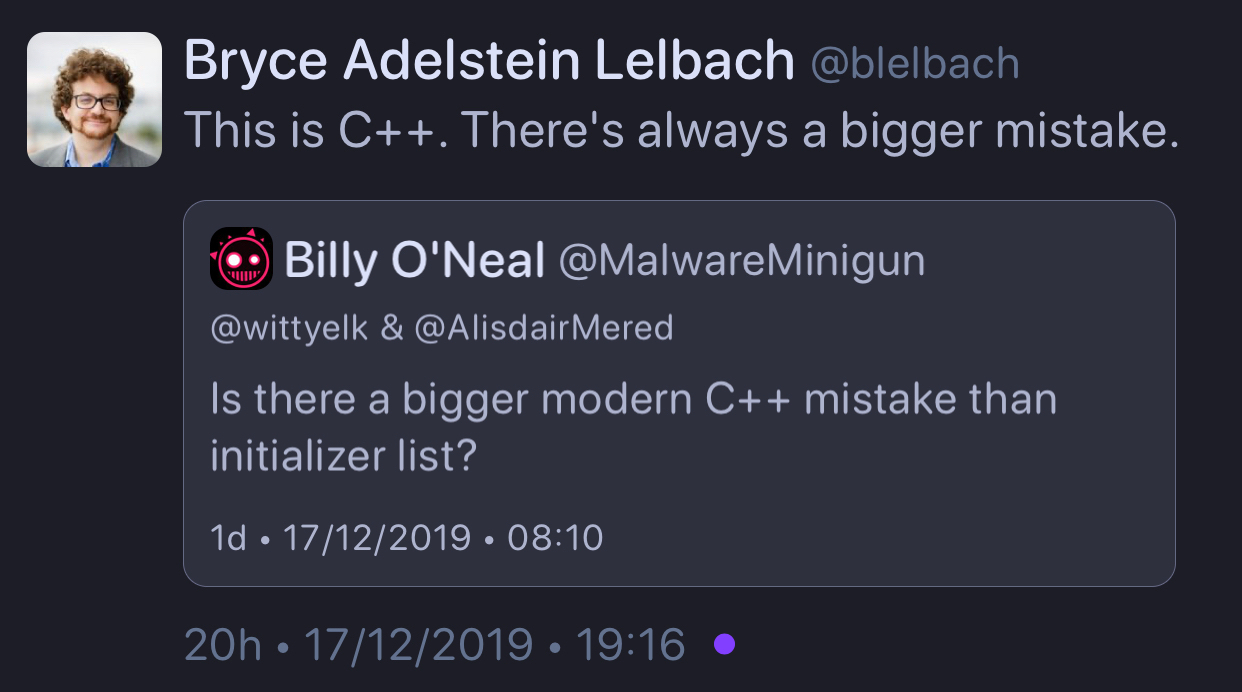 Bryce Adelstein Lelbach @blelbach
This is C++. There's always a bigger mistake.
Billy O'Neal @MalwareMinigun
@wittyelk & @AlisdairMered
Is there a bigger modern C++ mistake than
initializer list?
1d • 17/12/2019 • 08:10
20h • 17/12/2019 • 19:16